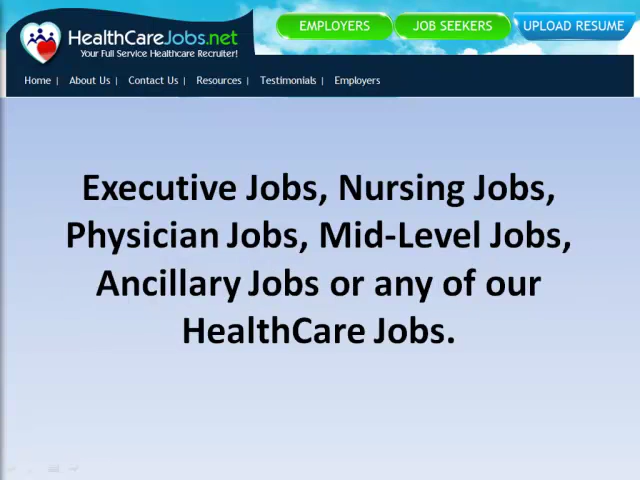 HealthCareJobs.net
Your Full Service Healthcare Recruiter!
EMPLOYERS
JOB SEEKERS
UPLOAD RESUME
Home | About Us | Contact Us | Resources | Testimonials | Employers
Executive Jobs, Nursing Jobs,
Physician Jobs, Mid-Level Jobs,
Ancillary Jobs or any of our
HealthCare Jobs.